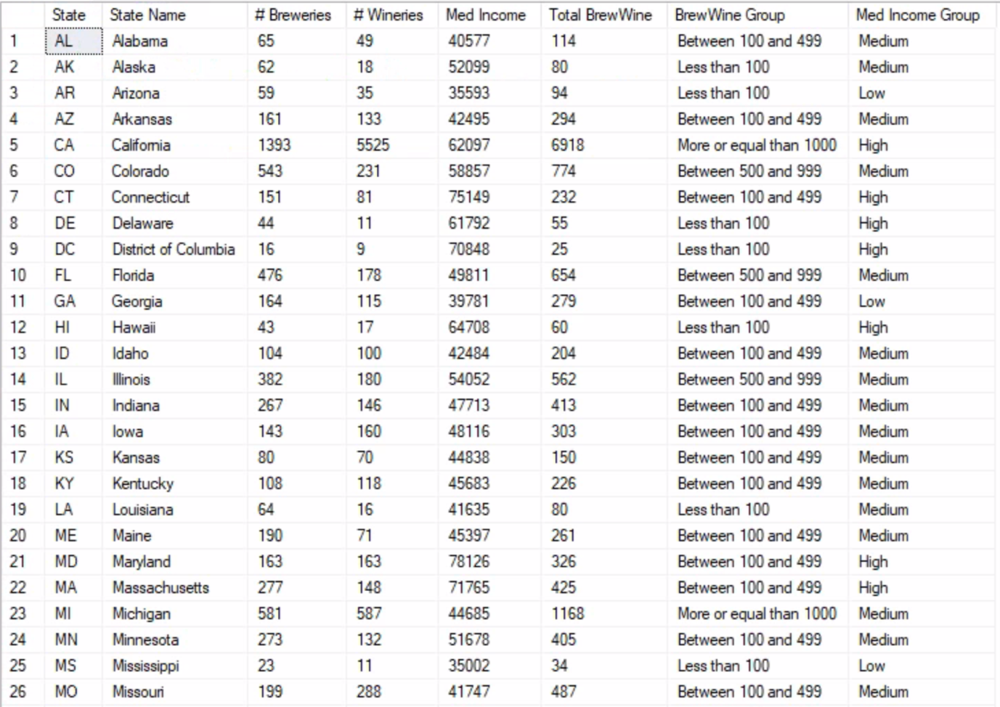 State State Name # Breweries # Wineries Med Income Total BrewWine BrewWine Group Med Income Group
1 AL Alabama 65 49 40577 114 Between 100 and 499 Medium
2 AK Alaska 62 18 52099 80 Less than 100 Medium
3 AR Arizona 59 35 35593 94 Less than 100 Low
4 AZ Arkansas 161 133 42495 294 Between 100 and 499 Medium
5 CA California 1393 5525 62097 6918 More or equal than 1000 High
6 CO Colorado 543 231 58857 774 Between 500 and 999 Medium
7 CT Connecticut 151 81 75149 232 Between 100 and 499 High
8 DE Delaware 44 11 61792 55 Less than 100 High
9 DC District of Columbia 16 9 70848 25 Less than 100 High
10 FL Florida 476 178 49811 654 Between 500 and 999 Medium
11 GA Georgia 164 115 39781 279 Between 100 and 499 Low
12 HI Hawaii 43 17 64708 60 Less than 100 High
13 ID Idaho 104 100 42484 204 Between 100 and 499 Medium
14 IL Illinois 382 180 54052 562 Between 500 and 999 Medium
15 IN Indiana 267 146 47713 413 Between 100 and 499 Medium
16 IA Iowa 143 160 48116 303 Between 100 and 499 Medium
17 KS Kansas 80 70 44838 150 Between 100 and 499 Medium
18 KY Kentucky 108 118 45683 226 Between 100 and 499 Medium
19 LA Louisiana 64 16 41635 80 Less than 100 Medium
20 ME Maine 190 71 45397 261 Between 100 and 499 Medium
21 MD Maryland 163 163 78126 326 Between 100 and 499 High
22 MA Massachusetts 277 148 71765 425 Between 100 and 499 High
23 MI Michigan 581 587 44685 1168 More or equal than 1000 Medium
24 MN Minnesota 273 132 51678 405 Between 100 and 499 Medium
25 MS Mississippi 23 11 35002 34 Less than 100 Low
26 MO Missouri 199 288 41747 487 Between 100 and 499 Medium